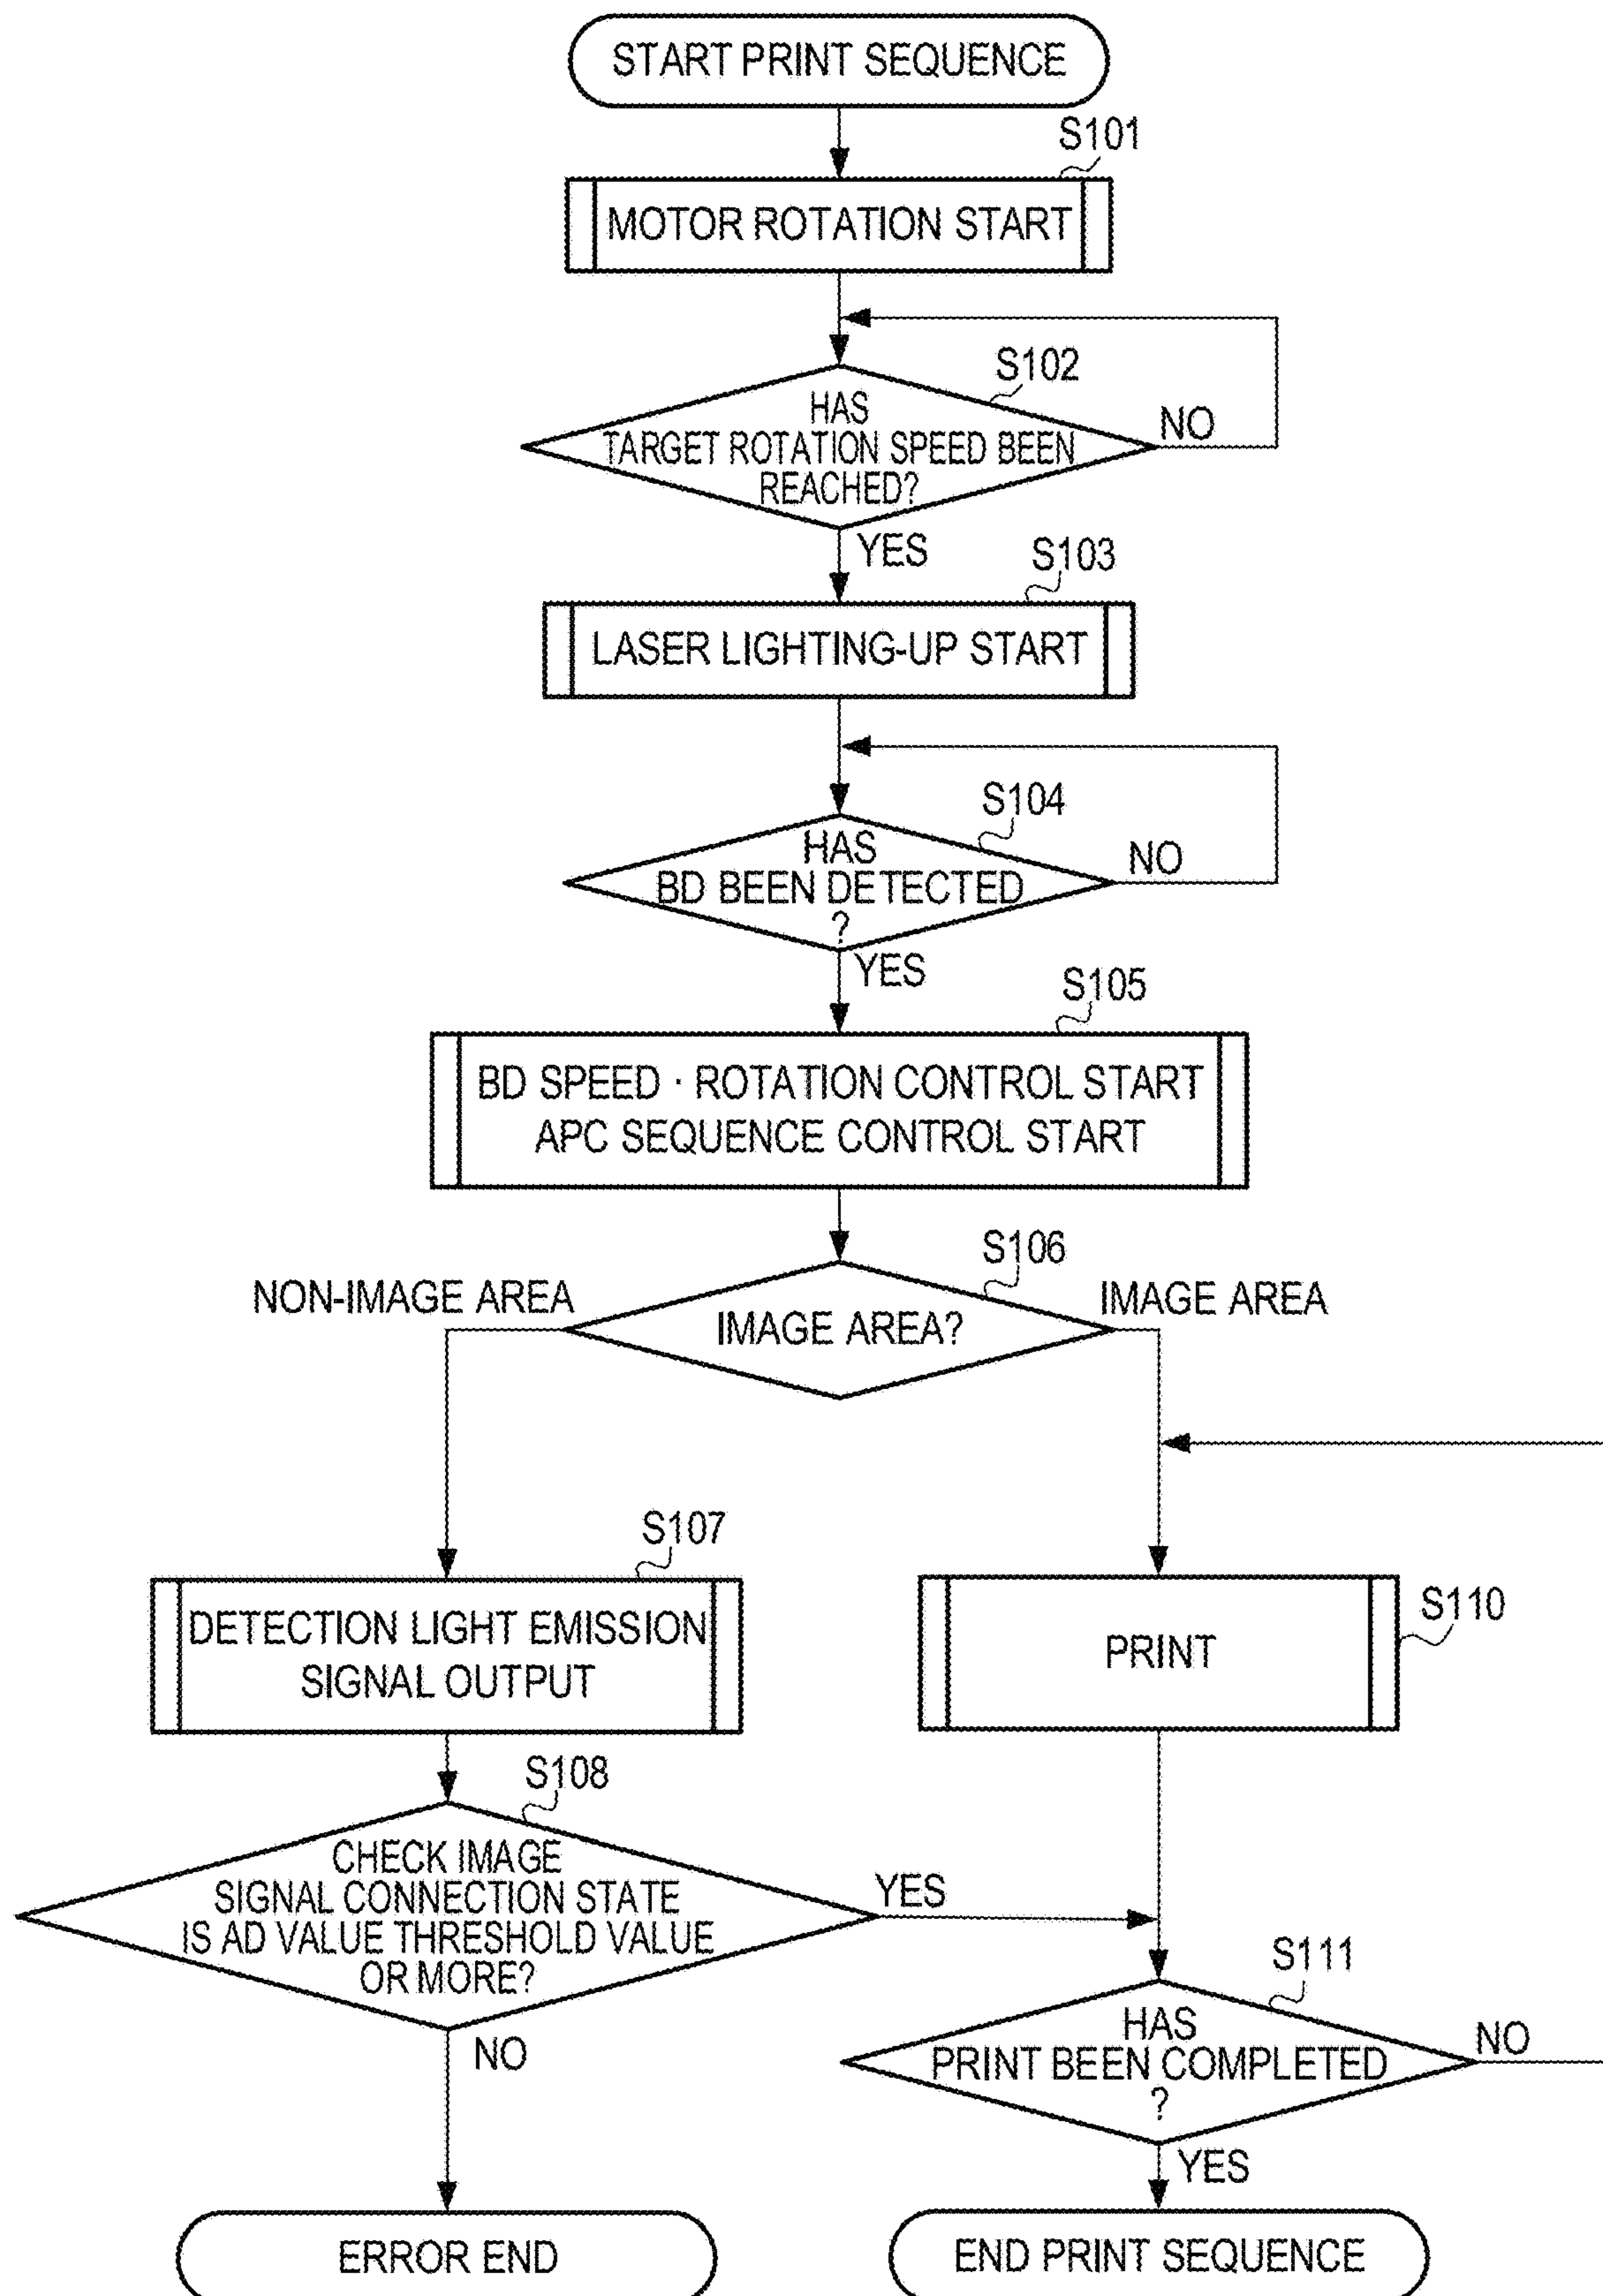 START PRINT SEQUENCE
S101
MOTOR ROTATION START
S102
HAS
TARGET ROTATION SPEED BEEN
REACHED?
NO
YES
S103
LASER LIGHTING-UP START
S104
HAS
BD BEEN DETECTED
?
NO
YES
S105
BD SPEED · ROTATION CONTROL START
APC SEQUENCE CONTROL START
S106
NON-IMAGE AREA
IMAGE AREA?
IMAGE AREA
S107
DETECTION LIGHT EMISSION
SIGNAL OUTPUT
S110
PRINT
S108
CHECK IMAGE
SIGNAL CONNECTION STATE
IS AD VALUE THRESHOLD VALUE
OR MORE?
YES
NO
S111
HAS
PRINT BEEN COMPLETED
?
NO
YES
ERROR END
END PRINT SEQUENCE